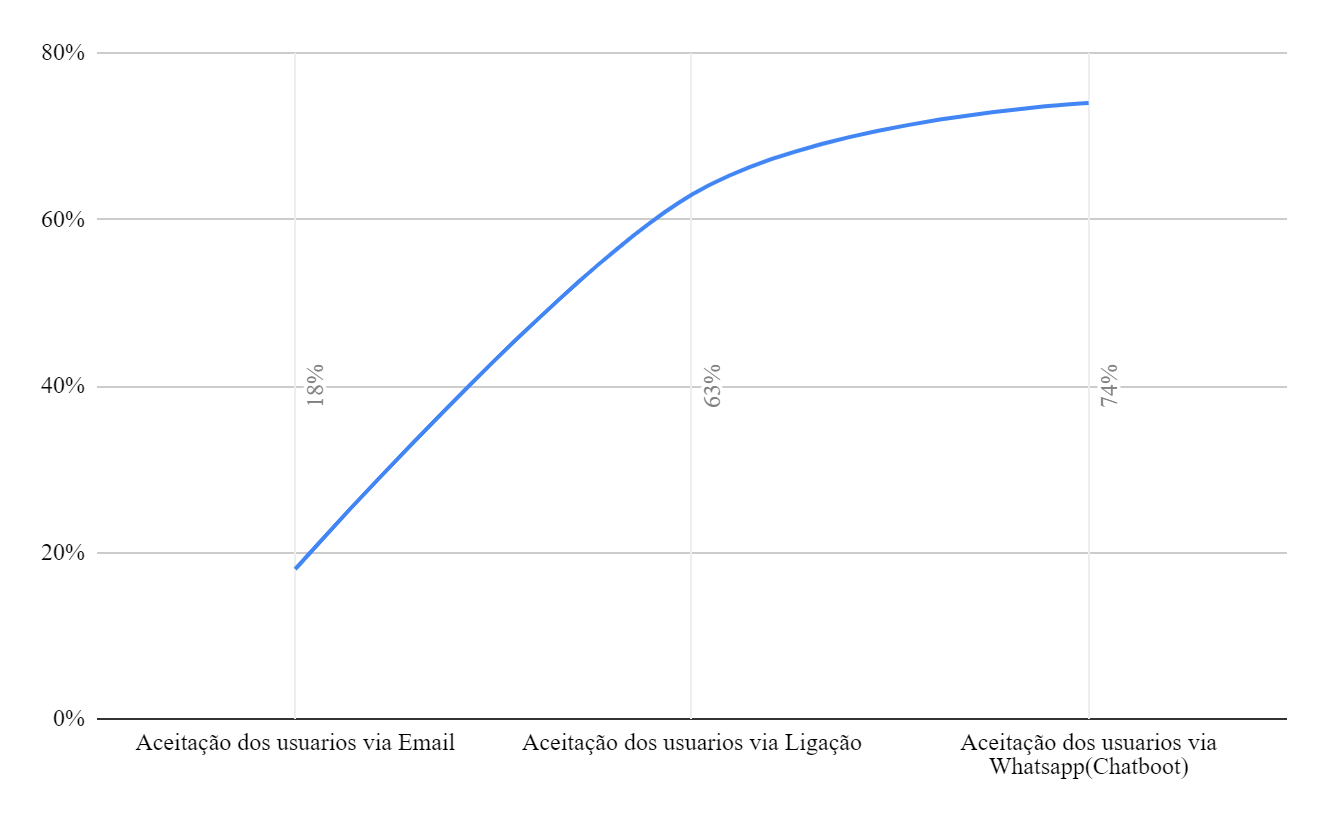 80%
60%
40%
20%
0%
18%
63%
74%
Aceitação dos usuarios via Email
Aceitação dos usuarios via Ligação
Aceitação dos usuarios via
Whatsapp(Chatboot)